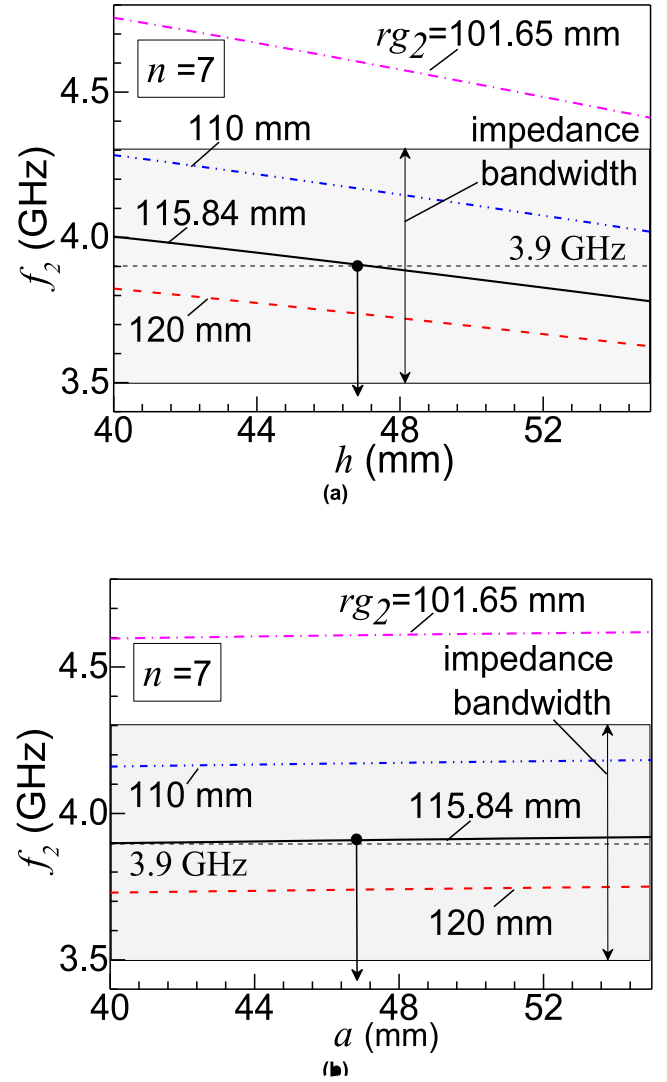 rg2=101.65 mm
n =7
4.5
110 mm
impedance
bandwidth
115.84 mm
4.0
3.9 GHz
f2 (GHz)
120 mm
3.5
40 44 48 52
h (mm)
(a)
rg2=101.65 mm
4.5
n =7
impedance
bandwidth
110 mm
4.0
115.84 mm
f2 (GHz)
3.9 GHz
120 mm
3.5
40 44 48 52
a (mm)
(b)